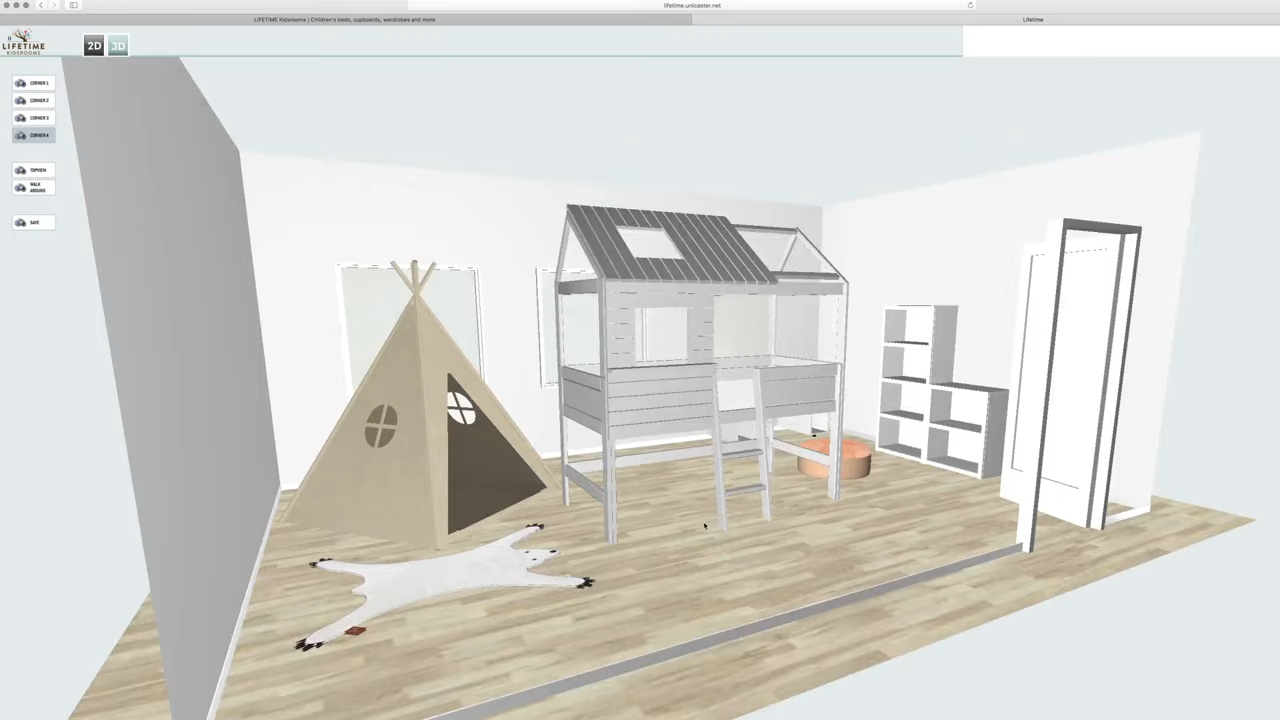 lifetime.unicaster.net
LIFETIME Kidsrooms | Children's beds, cupboards, wardrobes and more
Lifetime
LIFETIME
KIDSROOMS
2D
3D
CORNER 1
CORNER 2
CORNER 3
CORNER 4
TOPVIEW
WALK
AROUND
SAVE